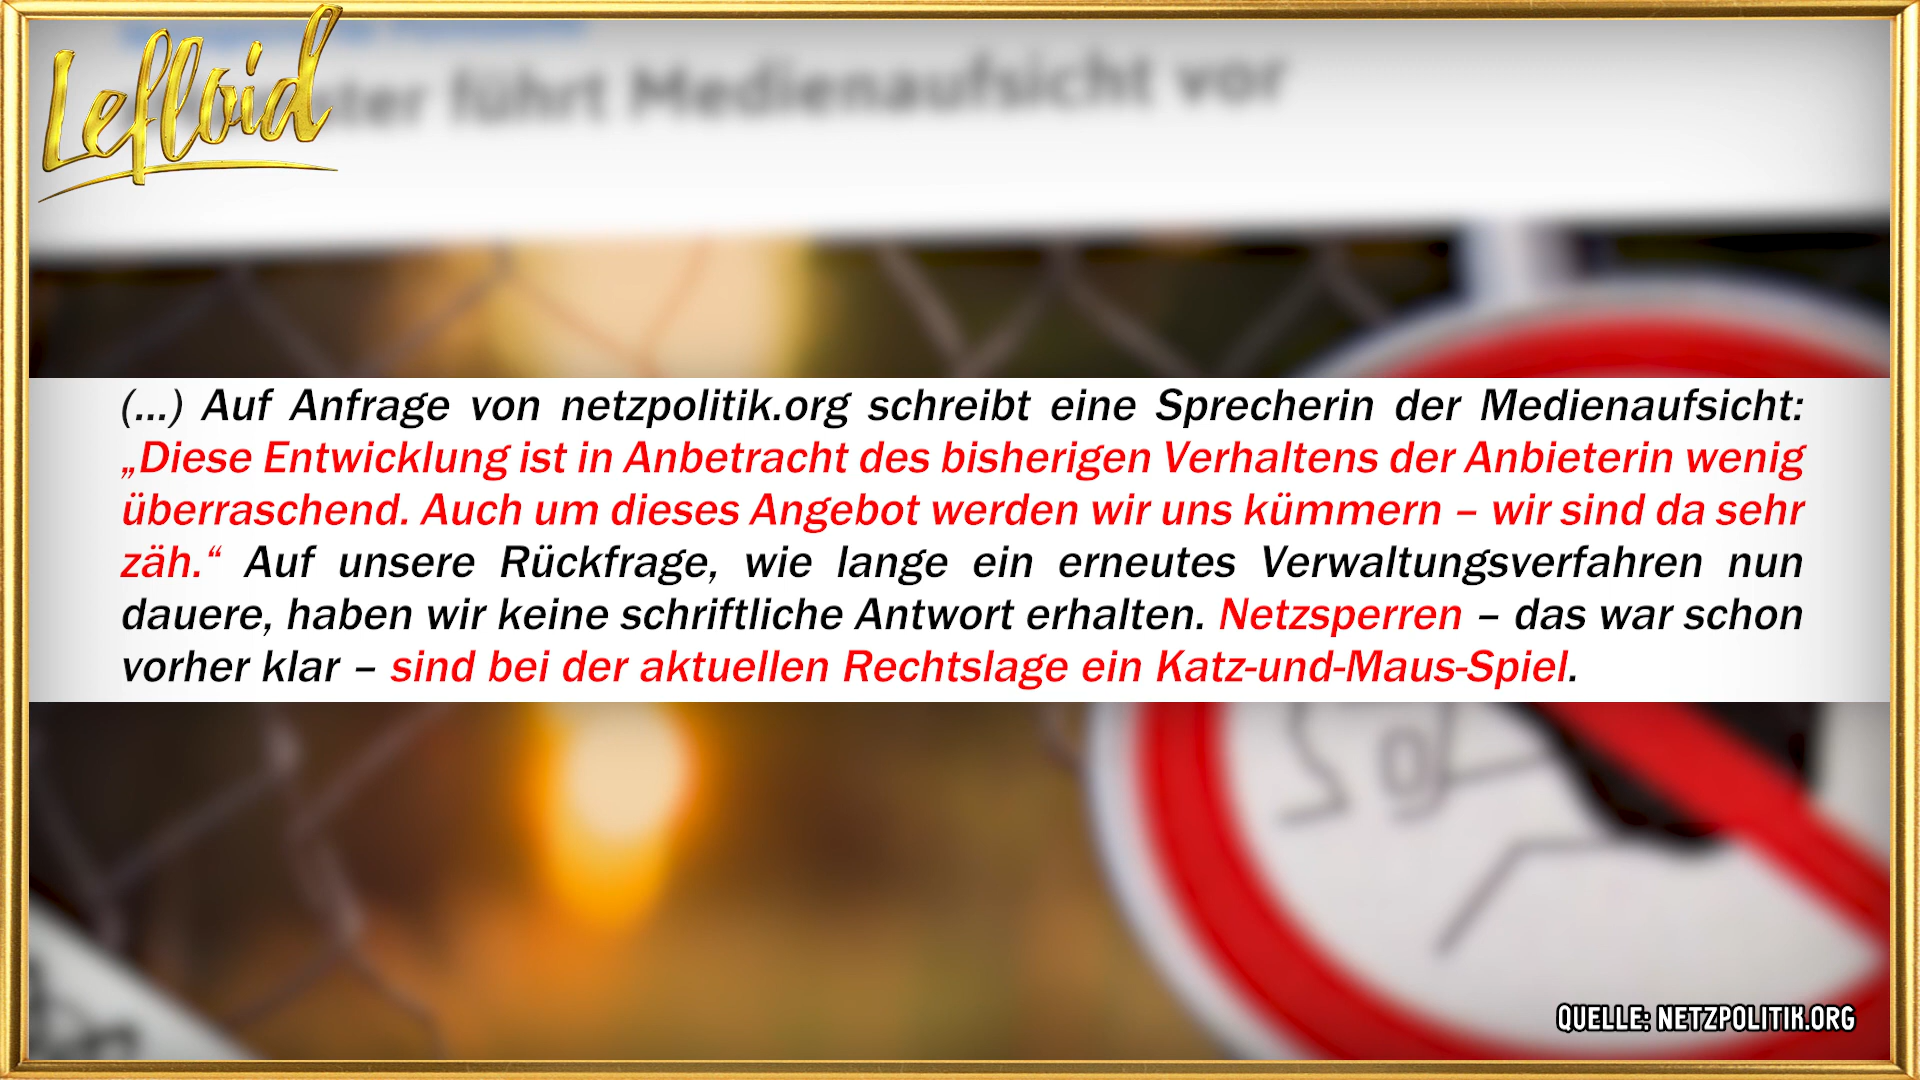 Lefloid
ster führt Medienaufsicht vor
(...) Auf Anfrage von netzpolitik.org schreibt eine Sprecherin der Medienaufsicht:
„Diese Entwicklung ist in Anbetracht des bisherigen Verhaltens der Anbieterin wenig
überraschend. Auch um dieses Angebot werden wir uns kümmern – wir sind da sehr
zäh.“ Auf unsere Rückfrage, wie lange ein erneutes Verwaltungsverfahren nun
dauere, haben wir keine schriftliche Antwort erhalten. Netzsperren – das war schon
vorher klar – sind bei der aktuellen Rechtslage ein Katz-und-Maus-Spiel.
QUELLE: NETZPOLITIK.ORG